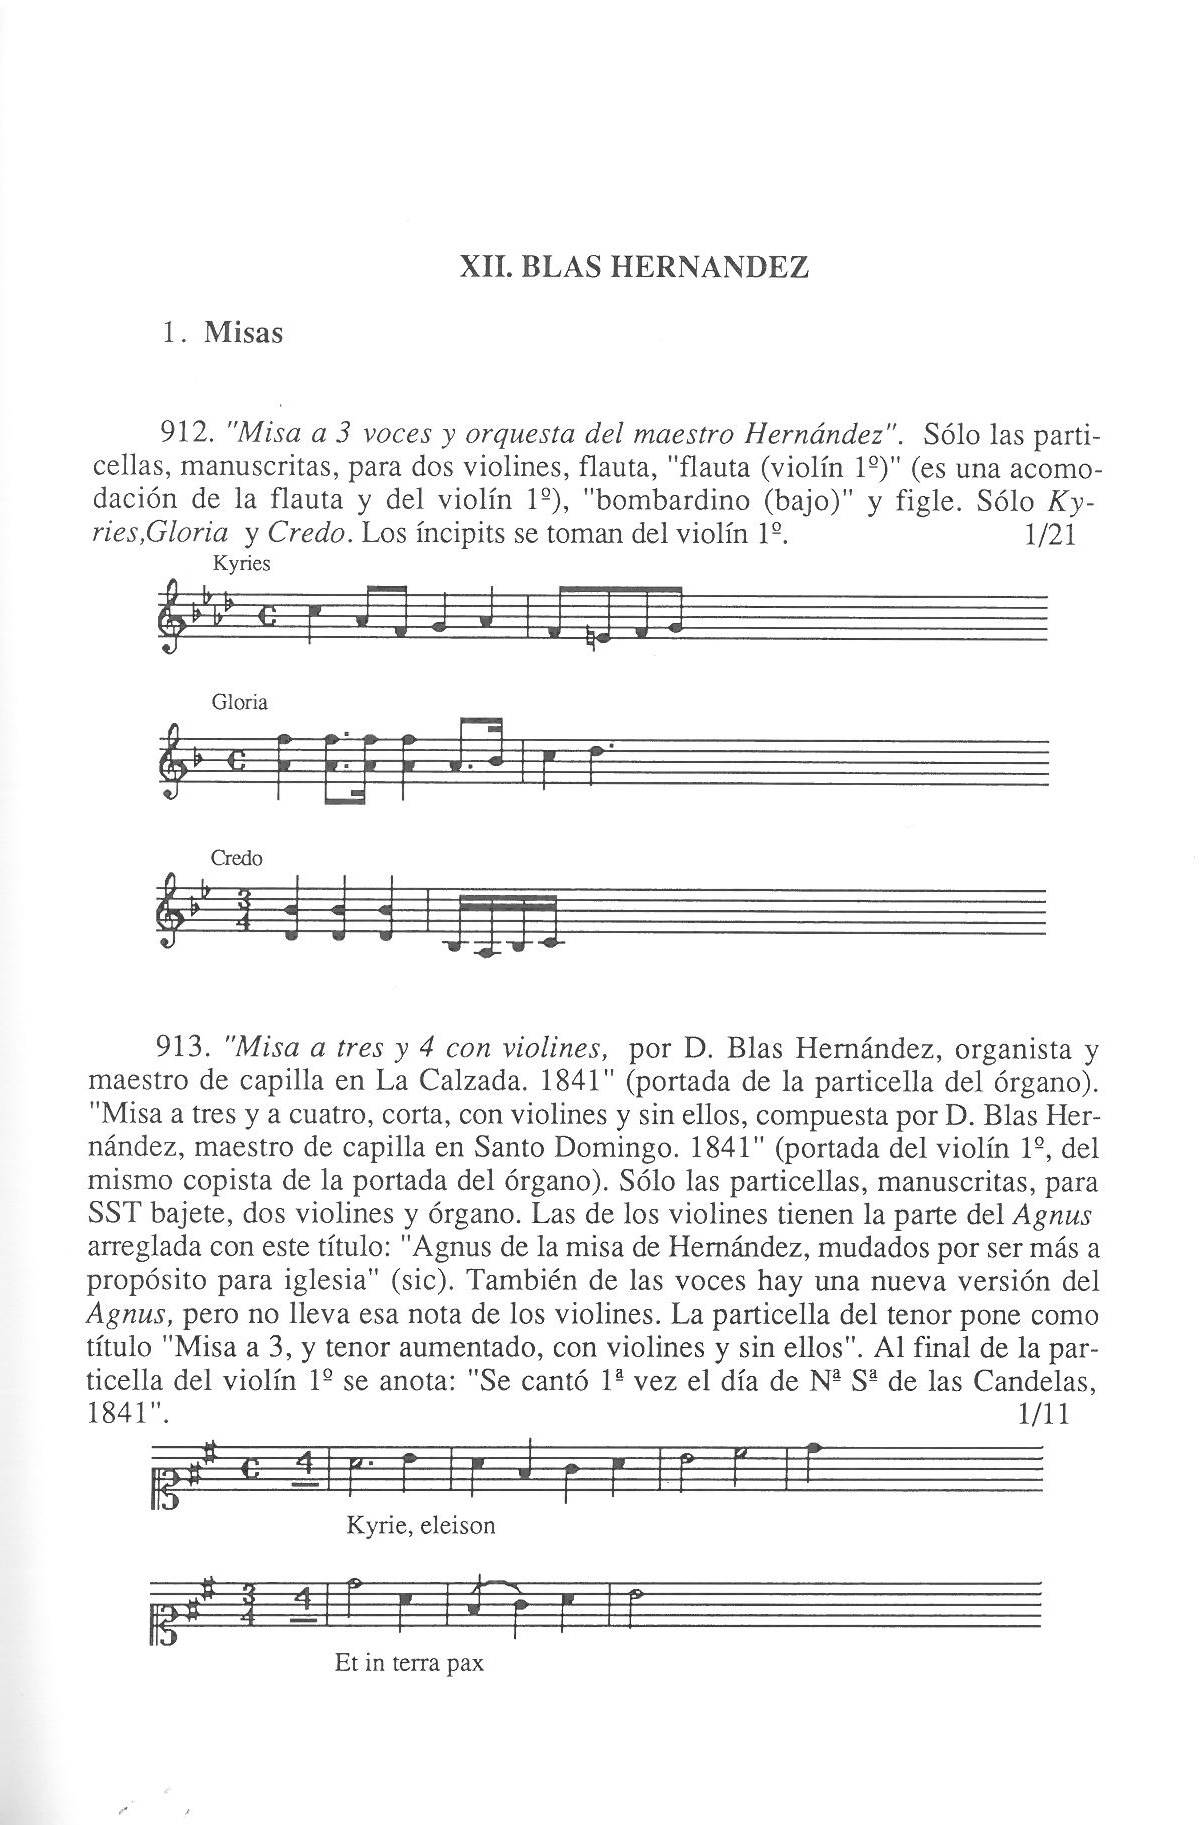 XII. BLAS HERNANDEZ
1. Misas
912. "Misa a 3 voces y orquesta del maestro Hernández". Sólo las parti-
cellas, manuscritas, para dos violines, flauta, "flauta (violín 1º)" (es una acomo-
dación de la flauta y del violín 1º), "bombardino (bajo)" y figle. Sólo Ky-
ries,Gloria y Credo. Los íncipits se toman del violín 1º. 1/21
Kyries
Gloria
Credo
913. "Misa a tres y 4 con violines, por D. Blas Hernández, organista y
maestro de capilla en La Calzada. 1841" (portada de la particella del órgano).
"Misa a tres y a cuatro, corta, con violines y sin ellos, compuesta por D. Blas Her-
nández, maestro de capilla en Santo Domingo. 1841" (portada del violín 1º, del
mismo copista de la portada del órgano). Sólo las particellas, manuscritas, para
SST bajete, dos violines y órgano. Las de los violines tienen la parte del Agnus
arreglada con este título: "Agnus de la misa de Hernández, mudados por ser más a
propósito para iglesia" (sic). También de las voces hay una nueva versión del
Agnus, pero no lleva esa nota de los violines. La particella del tenor pone como
título "Misa a 3, y tenor aumentado, con violines y sin ellos". Al final de la par-
ticella del violín 1º se anota: "Se cantó 1ª vez el día de Nª Sª de las Candelas,
1841". 1/11
Kyrie, eleison
Et in terra pax